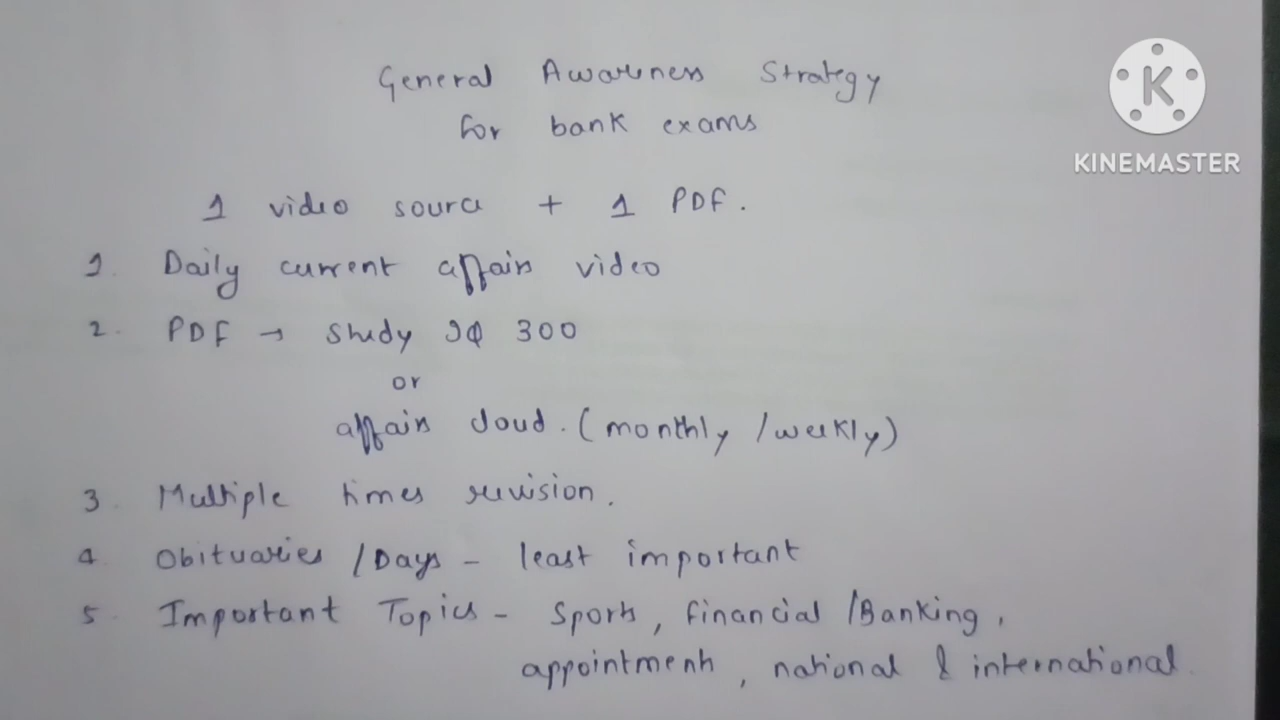 General Awareness Strategy
for bank exams
K
KINEMASTER
1 video source + 1 PDF.
1. Daily current affairs video
2. PDF → Study IQ 300
or
affairs cloud. (monthly /weekly)
3. Multiple times revision.
4 Obituaries /Days - least important
5. Important Topics - Sports, financial /Banking,
appointment, national & international.